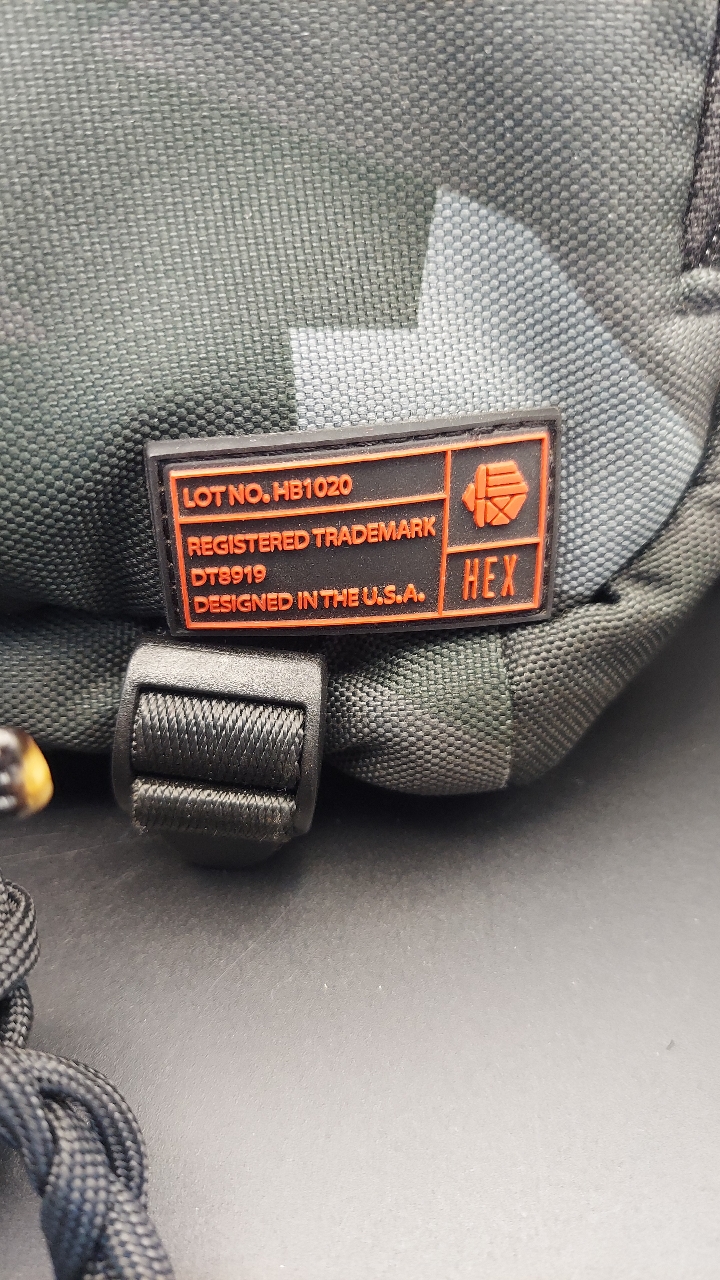 LOT NO. HB1020
REGISTERED TRADEMARK
DT8919
DESIGNED IN THE U.S.A.
HEX